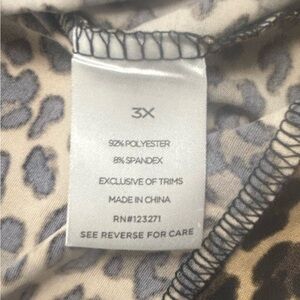 3X
92% POLYESTER
8% SPANDEX
EXCLUSIVE OF TRIMS
MADE IN CHINA
RN#123271
SEE REVERSE FOR CARE